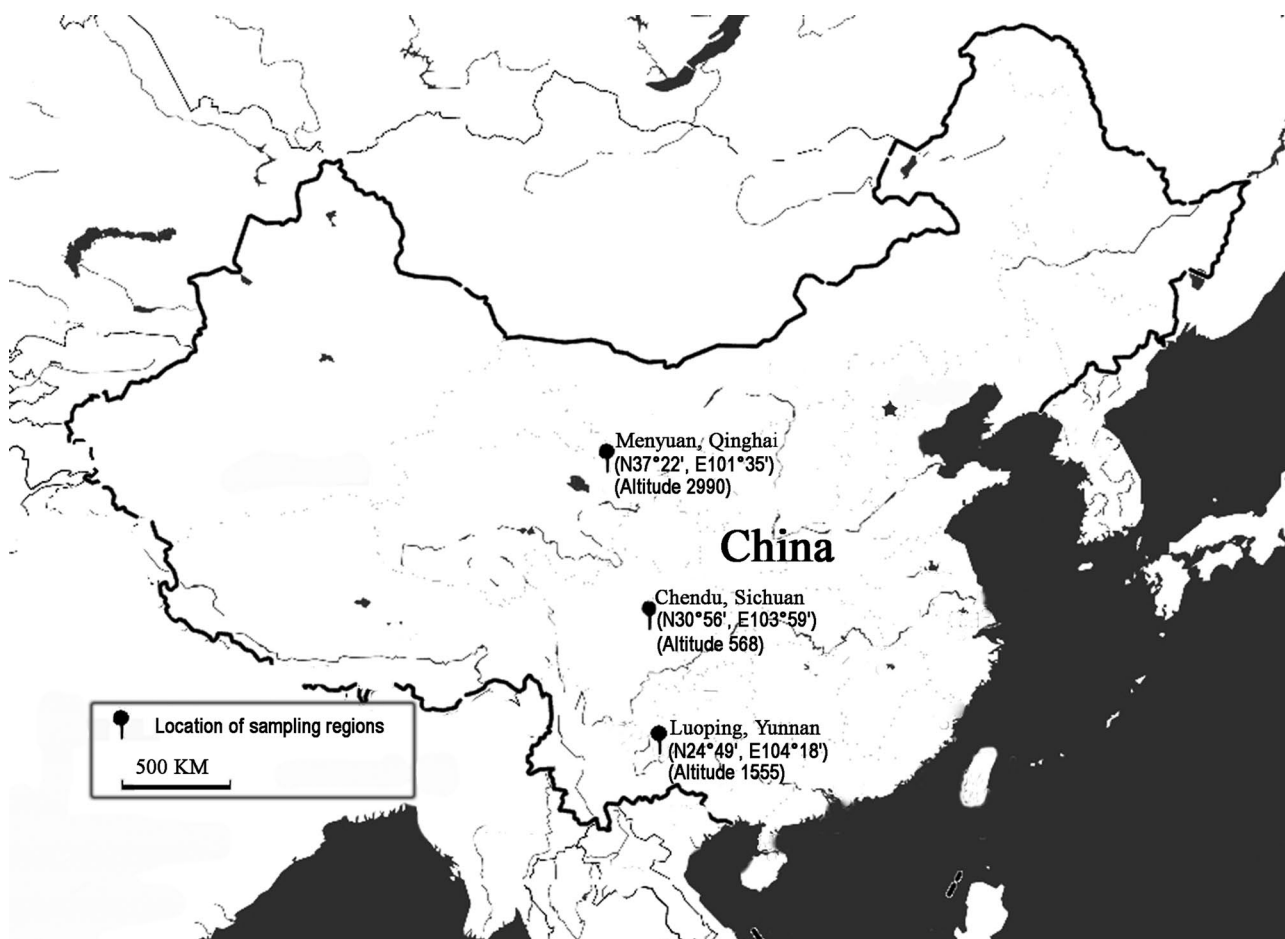 Menyuan, Qinghai
(N37°22', E101°35')
(Altitude 2990)
China
Chendu, Sichuan
(N30°56', E103°59')
(Altitude 568)
Luoping, Yunnan
(N24°49', E104°18')
(Altitude 1555)
Location of sampling regions
500 KM